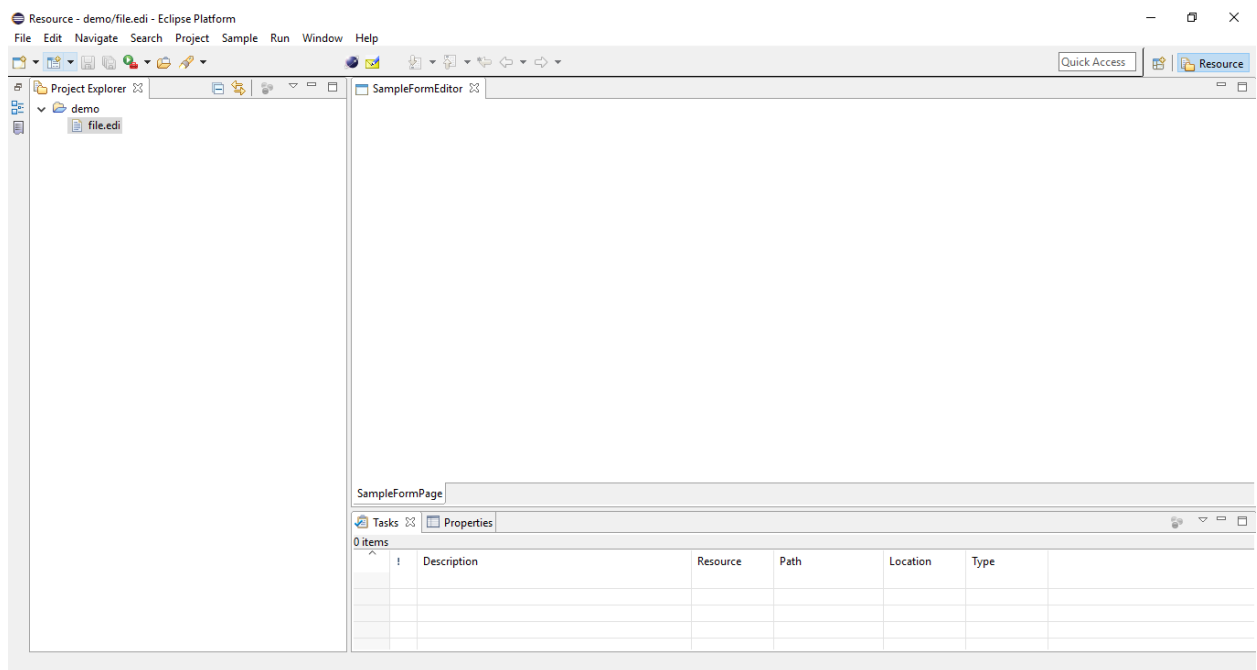 Resource - demo/file.edi - Eclipse Platform
File Edit Navigate Search Project Sample Run Window Help
Quick Access
Resource
Project Explorer
SampleFormEditor
demo
file.edi
SampleFormPage
Tasks Properties
0 items
! Description Resource Path Location Type